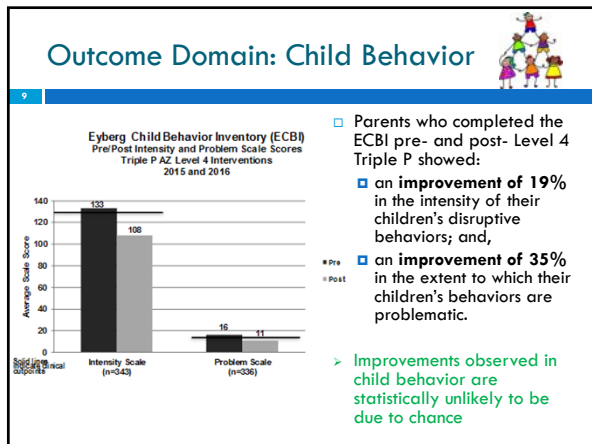 Outcome Domain: Child Behavior
9
Eyberg Child Behavior Inventory (ECBI)
Pre/Post Intensity and Problem Scale Scores
Triple P AZ Level 4 Interventions
2015 and 2016
Average Scale Score
140
120
100
80
60
40
20
0
133
108
16
11
Pre
Post
Intensity Scale
(n=343)
Problem Scale
(n=336)
Solid lines
indicate clinical
cutpoints
Parents who completed the
ECBI pre- and post- Level 4
Triple P showed:
an improvement of 19%
in the intensity of their
children's disruptive
behaviors; and,
an improvement of 35%
in the extent to which their
children's behaviors are
problematic.
Improvements observed in
child behavior are
statistically unlikely to be
due to chance